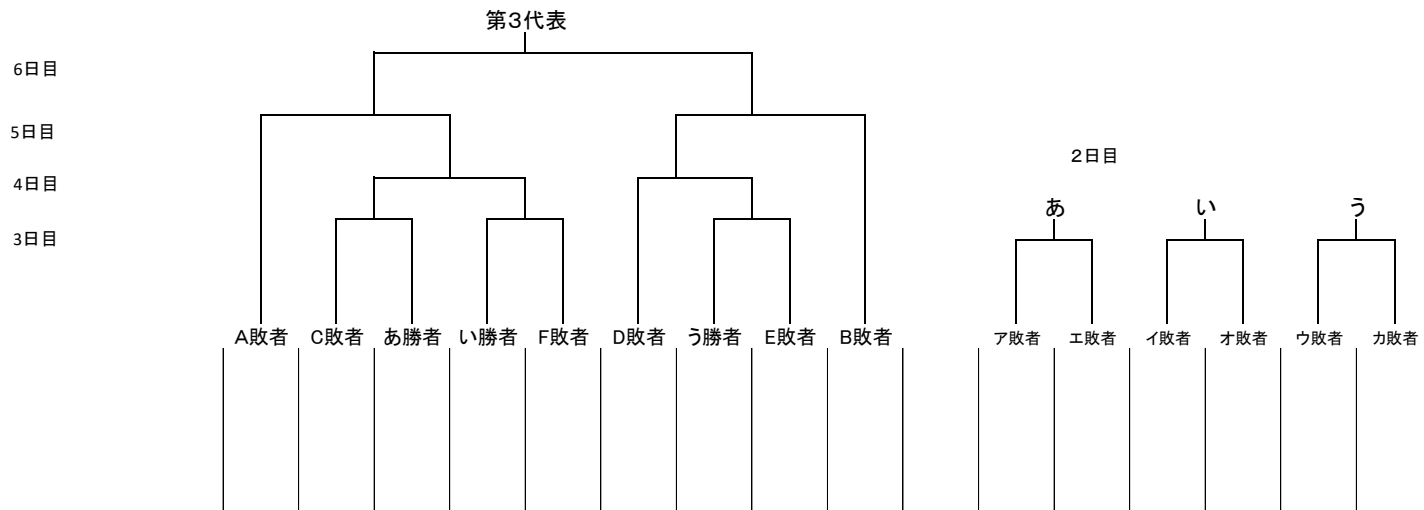 第3代表
6日目
5日目
2日目
4日目
あ い う
3日目
A敗者 C敗者 あ勝者 い勝者 F敗者 D敗者 う勝者 E敗者 B敗者 ア敗者 エ敗者 イ敗者 オ敗者 ウ敗者 カ敗者